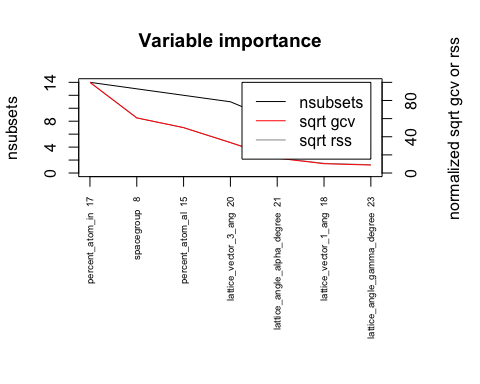 Variable importance
nsubsets
0
4
8
14
nsubsets
sqrt gcv
sqrt rss
0
40
80
normalized sqrt gcv or rss
percent_atom_in 17
spacegroup 8
percent_atom_al 15
lattice_vector_3_ang 20
lattice_angle_alpha_degree 21
lattice_vector_1_ang 18
lattice_angle_gamma_degree 23